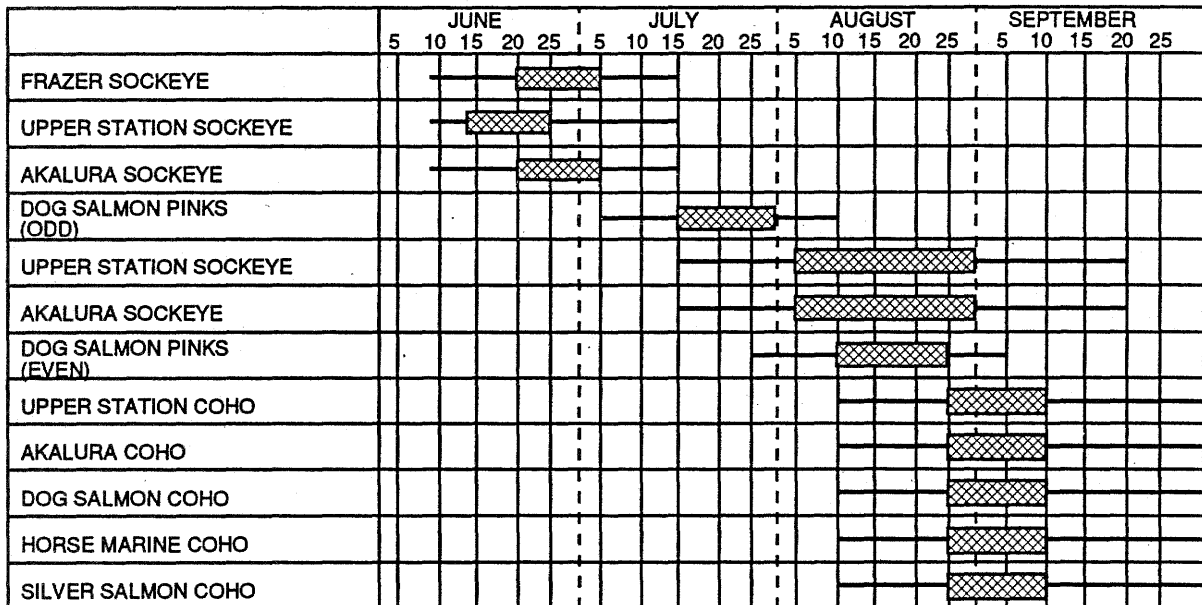 JUNE JULY AUGUST SEPTEMBER
5 10 15 20 25 5 10 15 20 25 5 10 15 20 25 5 10 15 20 25
FRAZER SOCKEYE
UPPER STATION SOCKEYE
AKALURA SOCKEYE
DOG SALMON PINKS
(ODD)
UPPER STATION SOCKEYE
AKALURA SOCKEYE
DOG SALMON PINKS
(EVEN)
UPPER STATION COHO
AKALURA COHO
DOG SALMON COHO
HORSE MARINE COHO
SILVER SALMON COHO